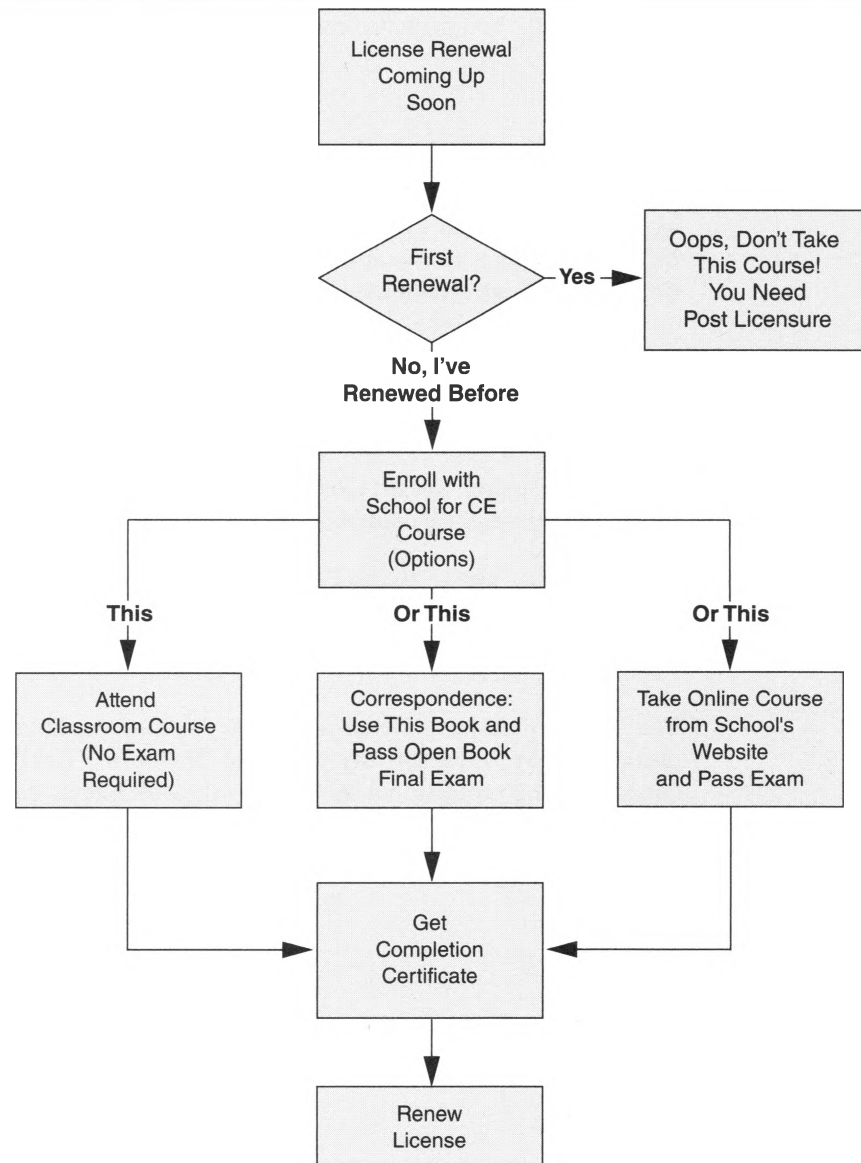 License Renewal
Coming Up
Soon
First
Renewal?
Yes
Oops, Don't Take
This Course!
You Need
Post Licensure
No, I've
Renewed Before
Enroll with
School for CE
Course
(Options)
This
Or This
Or This
Attend
Classroom Course
(No Exam
Required)
Correspondence:
Use This Book and
Pass Open Book
Final Exam
Take Online Course
from School's
Website
and Pass Exam
Get
Completion
Certificate
Renew
License